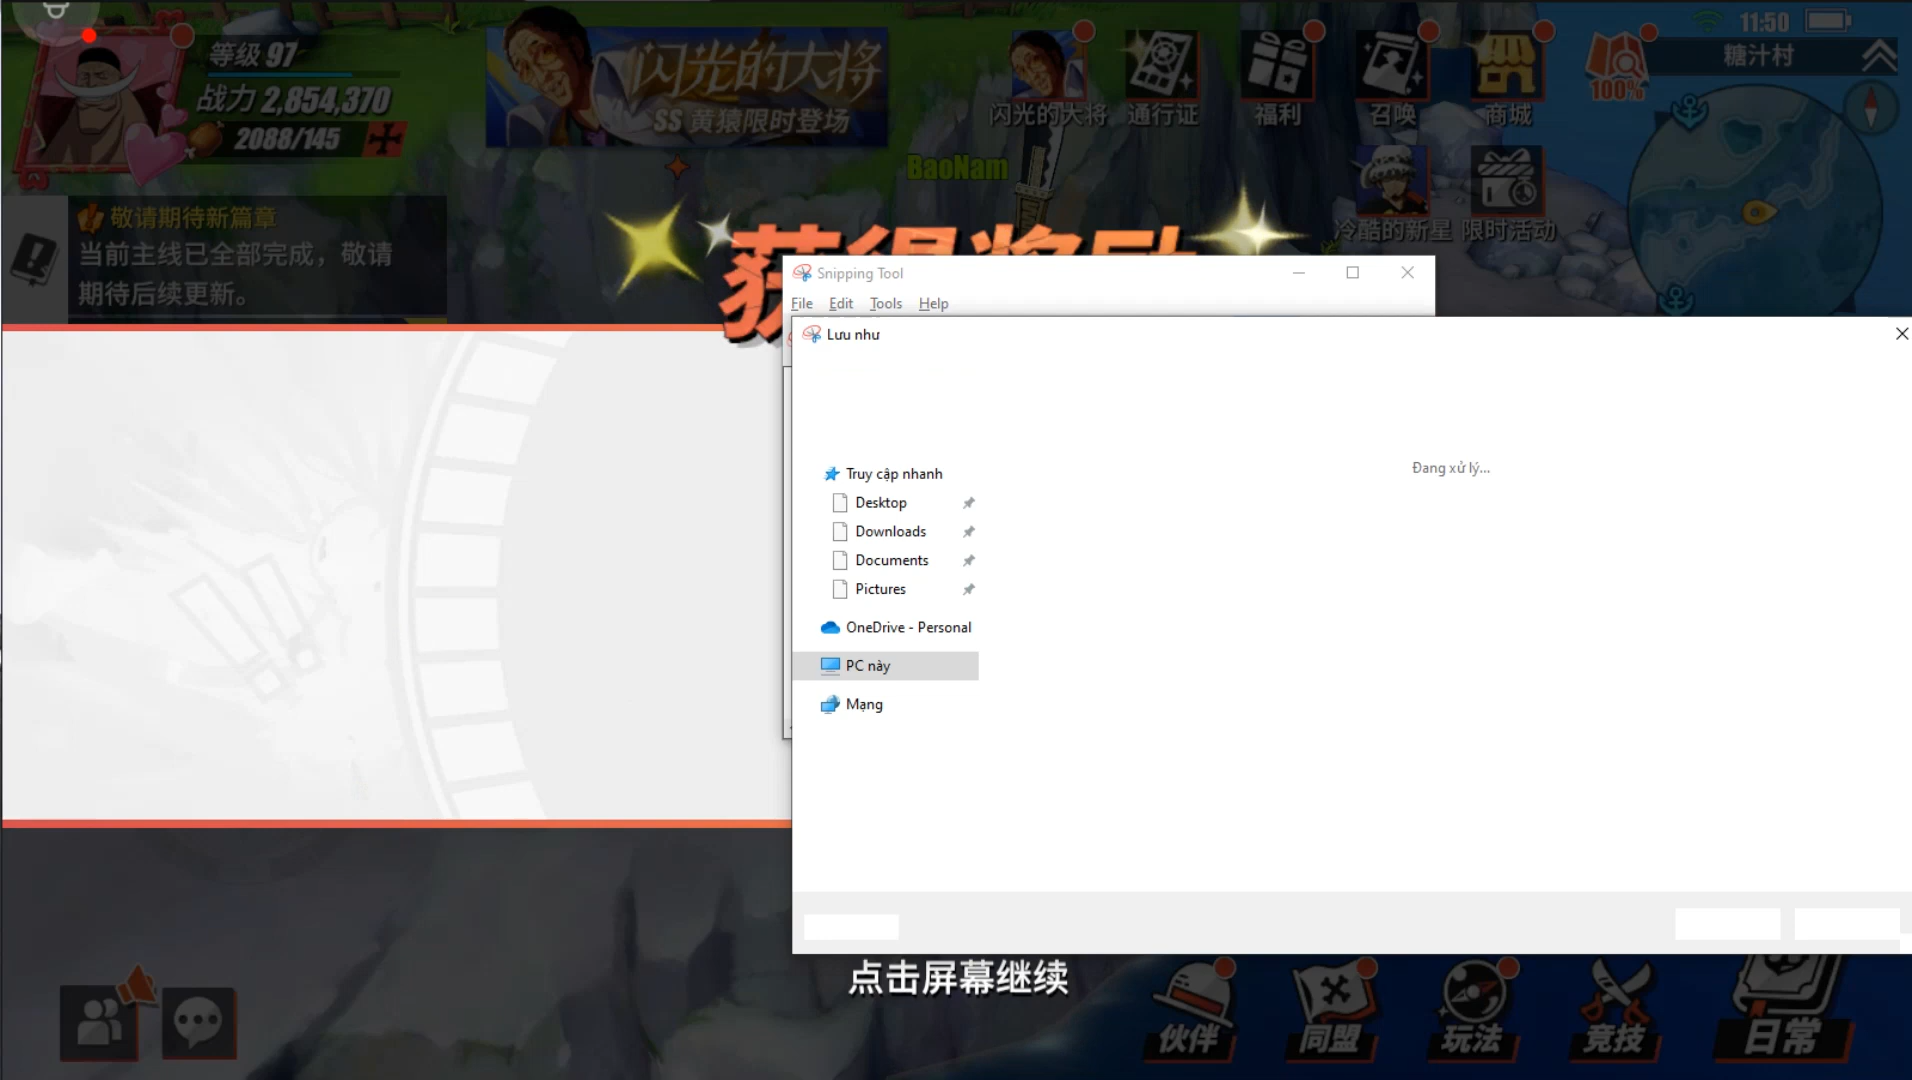 等级 97
战力 2,854,370
2088/145
闪光的大将
SS 黄猿限时登场
闪光的大将
通行证
福利
召唤
商城
100%
11:50
糖汁村
BaoNam
冷酷的新星
限时活动
敬请期待新篇章
当前主线已全部完成，敬请
期待后续更新。
获得奖励
Snipping Tool
File Edit Tools Help
Lưu như
Truy cập nhanh
Desktop
Downloads
Documents
Pictures
OneDrive - Personal
PC này
Mạng
Đang xử lý...
点击屏幕继续
伙伴
同盟
玩法
竞技
日常